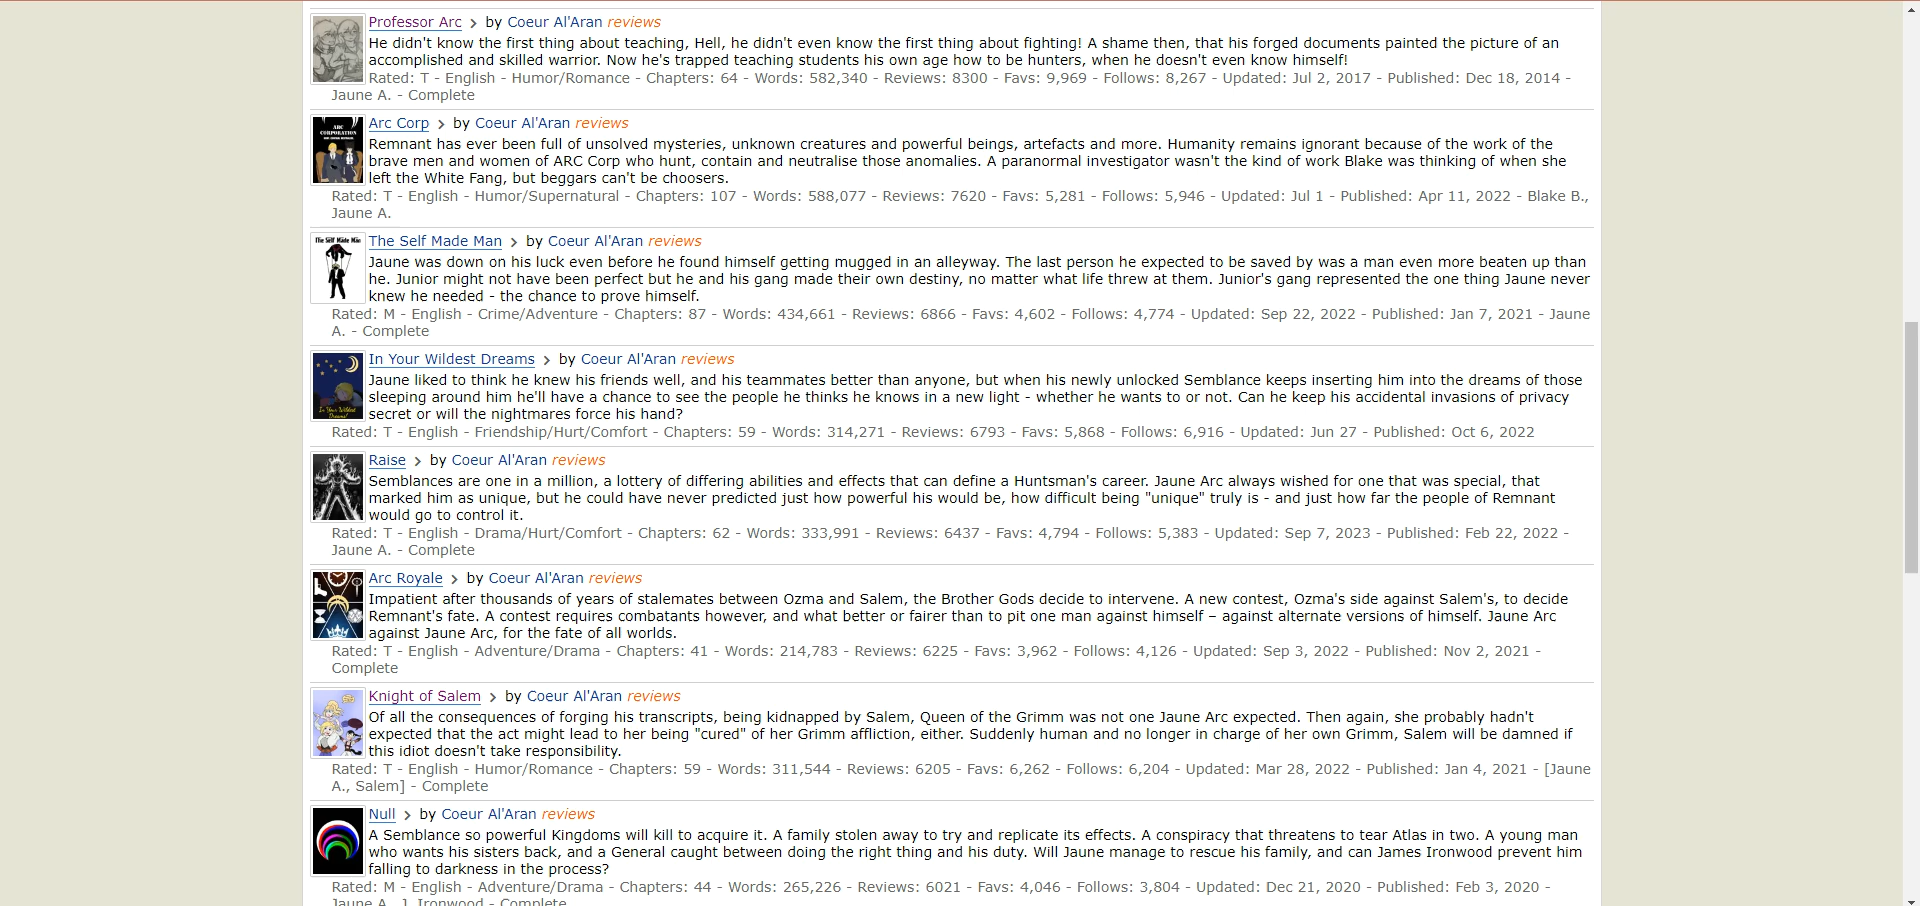 Professor Arc > by Coeur Al'Aran reviews
He didn't know the first thing about teaching, Hell, he didn't even know the first thing about fighting! A shame then, that his forged documents painted the picture of an
accomplished and skilled warrior. Now he's trapped teaching students his own age how to be hunters, when he doesn't even know himself!
Rated: T - English - Humor/Romance - Chapters: 64 - Words: 582,340 - Reviews: 8300 - Favs: 9,969 - Follows: 8,267 - Updated: Jul 2, 2017 - Published: Dec 18, 2014 -
Jaune A. - Complete
ARC
CORPORATION
Arc Corp > by Coeur Al'Aran reviews
Remnant has ever been full of unsolved mysteries, unknown creatures and powerful beings, artefacts and more. Humanity remains ignorant because of the work of the
brave men and women of ARC Corp who hunt, contain and neutralise those anomalies. A paranormal investigator wasn't the kind of work Blake was thinking of when she
left the White Fang, but beggars can't be choosers.
Rated: T - English - Humor/Supernatural - Chapters: 107 - Words: 588,077 - Reviews: 7620 - Favs: 5,281 - Follows: 5,946 - Updated: Jul 1 - Published: Apr 11, 2022 - Blake B.,
Jaune A.
The Self Made Man
The Self Made Man > by Coeur Al'Aran reviews
Jaune was down on his luck even before he found himself getting mugged in an alleyway. The last person he expected to be saved by was a man even more beaten up than
he. Junior might not have been perfect but he and his gang made their own destiny, no matter what life threw at them. Junior's gang represented the one thing Jaune never
knew he needed - the chance to prove himself.
Rated: M - English - Crime/Adventure - Chapters: 87 - Words: 434,661 - Reviews: 6866 - Favs: 4,602 - Follows: 4,774 - Updated: Sep 22, 2022 - Published: Jan 7, 2021 - Jaune
A. - Complete
In Your Wildest Dreams > by Coeur Al'Aran reviews
Jaune liked to think he knew his friends well, and his teammates better than anyone, but when his newly unlocked Semblance keeps inserting him into the dreams of those
sleeping around him he'll have a chance to see the people he thinks he knows in a new light - whether he wants to or not. Can he keep his accidental invasions of privacy
secret or will the nightmares force his hand?
In Your Wildest
Dreams!
Rated: T - English - Friendship/Hurt/Comfort - Chapters: 59 - Words: 314,271 - Reviews: 6793 - Favs: 5,868 - Follows: 6,916 - Updated: Jun 27 - Published: Oct 6, 2022
Raise > by Coeur Al'Aran reviews
Semblances are one in a million, a lottery of differing abilities and effects that can define a Huntsman's career. Jaune Arc always wished for one that was special, that
marked him as unique, but he could have never predicted just how powerful his would be, how difficult being "unique" truly is - and just how far the people of Remnant
would go to control it.
Rated: T - English - Drama/Hurt/Comfort - Chapters: 62 - Words: 333,991 - Reviews: 6437 - Favs: 4,794 - Follows: 5,383 - Updated: Sep 7, 2023 - Published: Feb 22, 2022 -
Jaune A. - Complete
Arc Royale > by Coeur Al'Aran reviews
Impatient after thousands of years of stalemates between Ozma and Salem, the Brother Gods decide to intervene. A new contest, Ozma's side against Salem's, to decide
Remnant's fate. A contest requires combatants however, and what better or fairer than to pit one man against himself – against alternate versions of himself. Jaune Arc
against Jaune Arc, for the fate of all worlds.
Rated: T - English - Adventure/Drama - Chapters: 41 - Words: 214,783 - Reviews: 6225 - Favs: 3,962 - Follows: 4,126 - Updated: Sep 3, 2022 - Published: Nov 2, 2021 -
Complete
Knight of Salem > by Coeur Al'Aran reviews
Of all the consequences of forging his transcripts, being kidnapped by Salem, Queen of the Grimm was not one Jaune Arc expected. Then again, she probably hadn't
expected that the act might lead to her being "cured" of her Grimm affliction, either. Suddenly human and no longer in charge of her own Grimm, Salem will be damned if
this idiot doesn't take responsibility.
Rated: T - English - Humor/Romance - Chapters: 59 - Words: 311,544 - Reviews: 6205 - Favs: 6,262 - Follows: 6,204 - Updated: Mar 28, 2022 - Published: Jan 4, 2021 - [Jaune
A., Salem] - Complete
Null > by Coeur Al'Aran reviews
A Semblance so powerful Kingdoms will kill to acquire it. A family stolen away to try and replicate its effects. A conspiracy that threatens to tear Atlas in two. A young man
who wants his sisters back, and a General caught between doing the right thing and his duty. Will Jaune manage to rescue his family, and can James Ironwood prevent him
falling to darkness in the process?
Rated: M - English - Adventure/Drama - Chapters: 44 - Words: 265,226 - Reviews: 6021 - Favs: 4,046 - Follows: 3,804 - Updated: Dec 21, 2020 - Published: Feb 3, 2020 -
Jaune A., J. Ironwood - Complete